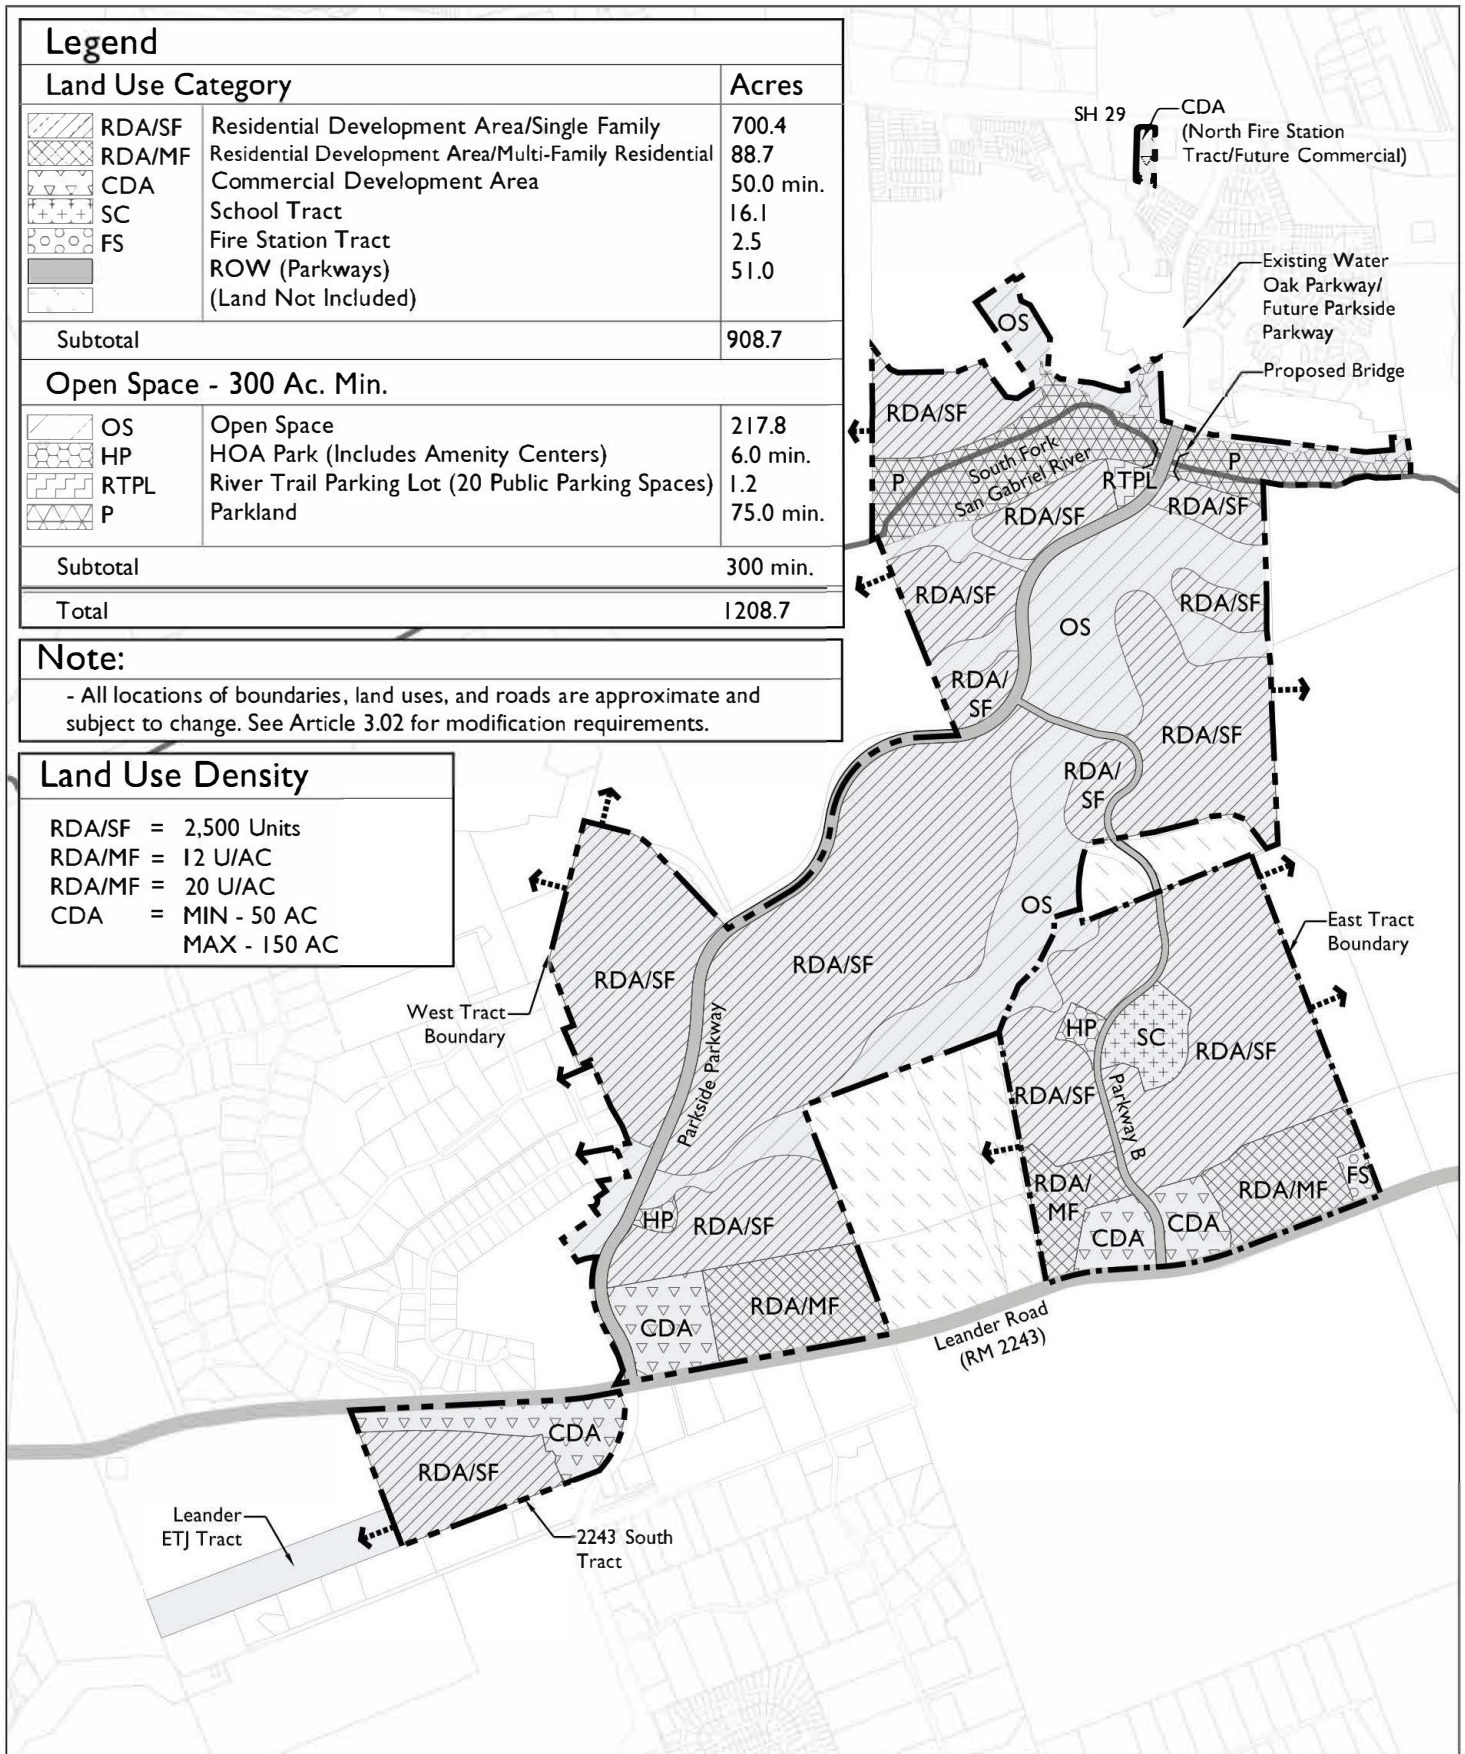 Legend
Land Use Category Acres
RDA/SF Residential Development Area/Single Family 700.4
RDA/MF Residential Development Area/Multi-Family Residential 88.7
CDA Commercial Development Area 50.0 min.
SC School Tract 16.1
FS Fire Station Tract 2.5
ROW (Parkways) 51.0
(Land Not Included)
Subtotal 908.7
Open Space - 300 Ac. Min.
OS Open Space 217.8
HP HOA Park (Includes Amenity Centers) 6.0 min.
RTPL River Trail Parking Lot (20 Public Parking Spaces) 1.2
P Parkland 75.0 min.
Subtotal 300 min.
Total 1208.7
Note:
- All locations of boundaries, land uses, and roads are approximate and
subject to change. See Article 3.02 for modification requirements.
Land Use Density
RDA/SF = 2,500 Units
RDA/MF = 12 U/AC
RDA/MF = 20 U/AC
CDA = MIN - 50 AC
MAX - 150 AC
SH 29
CDA
(North Fire Station
Tract/Future Commercial)
Existing Water
Oak Parkway/
Future Parkside
Parkway
Proposed Bridge
OS
RDA/SF
P
South Fork
San Gabriel River
P
RTPL
RDA/SF
RDA/SF
RDA/SF
RDA/SF
OS
RDA/
SF
RDA/SF
RDA/
SF
OS
East Tract
Boundary
RDA/SF
RDA/SF
West Tract
Boundary
Parkside Parkway
HP
SC
RDA/SF
RDA/SF
Parkway B
RDA/
MF
RDA/MF
FS
CDA
CDA
HP
RDA/SF
RDA/MF
CDA
Leander Road
(RM 2243)
CDA
RDA/SF
Leander
ETJ Tract
2243 South
Tract